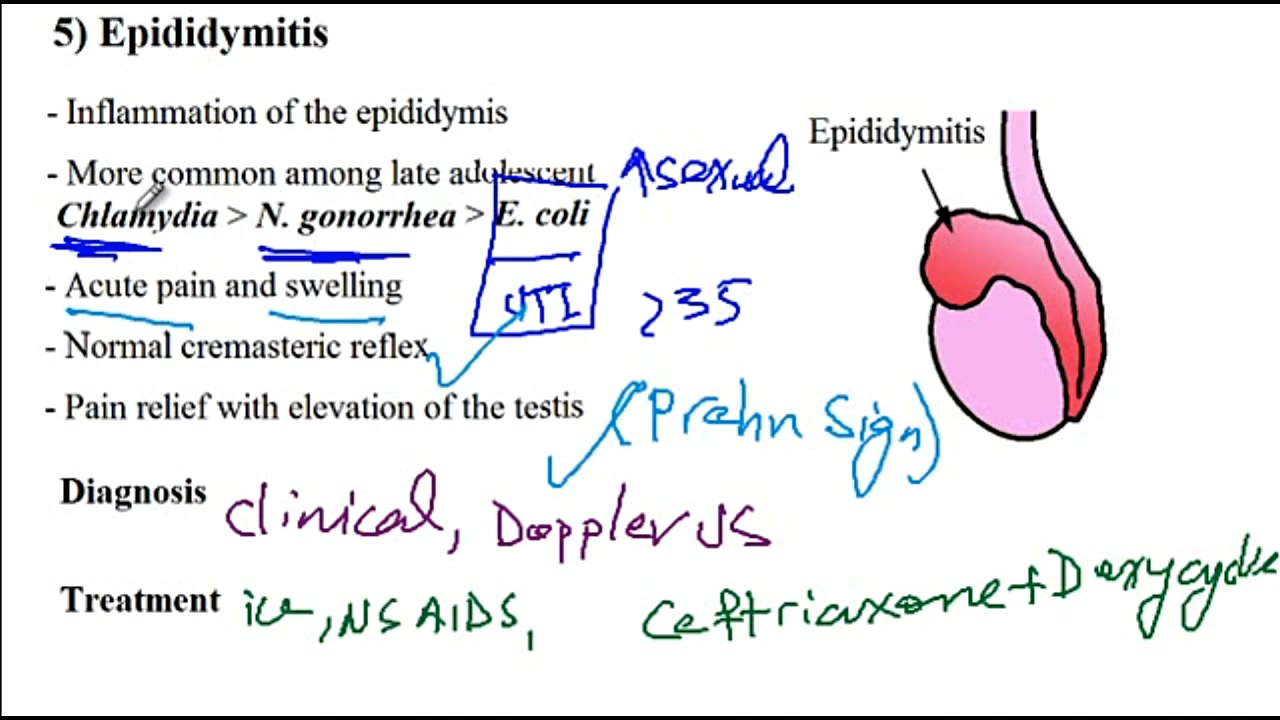 5) Epididymitis
- Inflammation of the epididymis
Epididymitis
- More common among late adolescent ↑sexual
Chlamydia > N. gonorrhea > E. coli
- Acute pain and swelling UTI >35
- Normal cremasteric reflex
- Pain relief with elevation of the testis (Prehn Sign)
Diagnosis Clinical, Doppler US
Treatment ice, NSAIDS, Ceftriaxone + Doxycycline